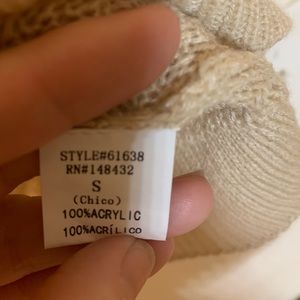 STYLE#61638
RN#148432
S
(Chico)
100%ACRYLIC
100%ACRÍLICO